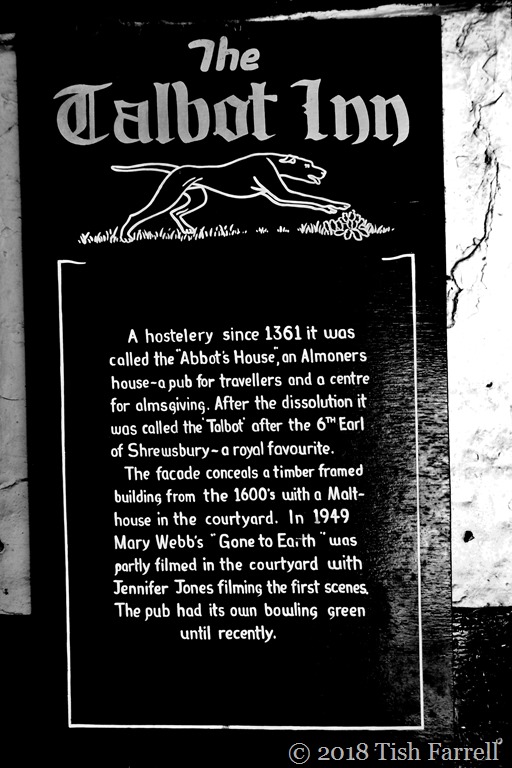 The
Talbot Inn
A hostelery since 1361 it was
called the "Abbot's House", an Almoners
house-a pub for travellers and a centre
for almsgiving. After the dissolution it
was called the 'Talbot' after the 6TH Earl
of Shrewsbury~a royal favourite.
The facade conceals a timber framed
building from the 1600's with a Malt-
house in the courtyard. In 1949
Mary Webb's "Gone to Earth" was
partly filmed in the courtyard with
Jennifer Jones filming the first scenes.
The pub had its own bowling green
until recently.
© 2018 Tish Farrell